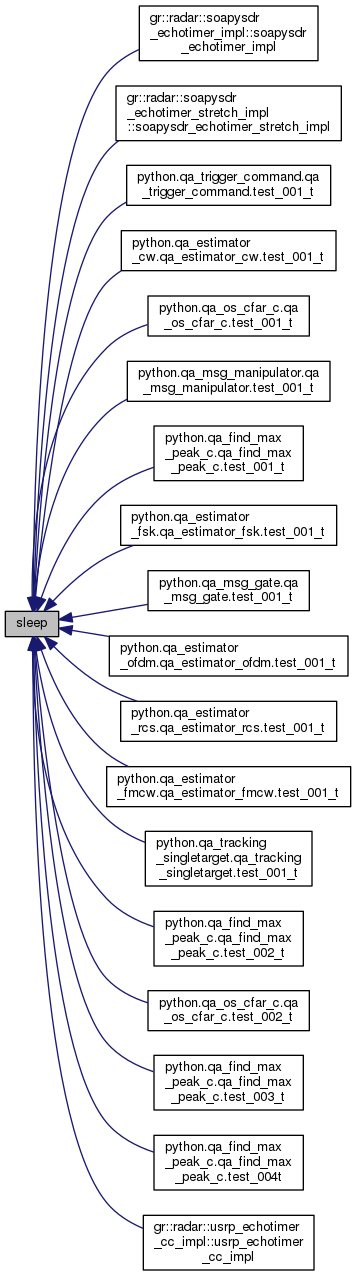 gr::radar::soapysdr
_echotimer_impl::soapysdr
_echotimer_impl
gr::radar::soapysdr
_echotimer_stretch_impl
::soapysdr_echotimer_stretch_impl
python.qa_trigger_command.qa
_trigger_command.test_001_t
python.qa_estimator
_cw.qa_estimator_cw.test_001_t
python.qa_os_cfar_c.qa
_os_cfar_c.test_001_t
python.qa_msg_manipulator.qa
_msg_manipulator.test_001_t
python.qa_find_max
_peak_c.qa_find_max
_peak_c.test_001_t
python.qa_estimator
_fsk.qa_estimator_fsk.test_001_t
python.qa_msg_gate.qa
_msg_gate.test_001_t
sleep
python.qa_estimator
_ofdm.qa_estimator_ofdm.test_001_t
python.qa_estimator
_rcs.qa_estimator_rcs.test_001_t
python.qa_estimator
_fmcw.qa_estimator_fmcw.test_001_t
python.qa_tracking
_singletarget.qa_tracking
_singletarget.test_001_t
python.qa_find_max
_peak_c.qa_find_max
_peak_c.test_002_t
python.qa_os_cfar_c.qa
_os_cfar_c.test_002_t
python.qa_find_max
_peak_c.qa_find_max
_peak_c.test_003_t
python.qa_find_max
_peak_c.qa_find_max
_peak_c.test_004t
gr::radar::usrp_echotimer
_cc_impl::usrp_echotimer
_cc_impl